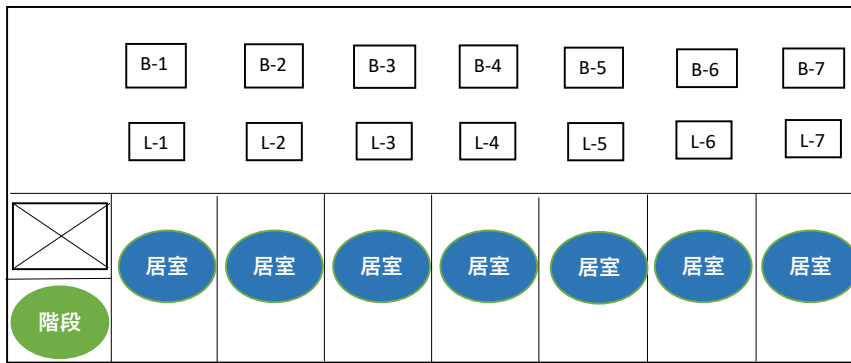 B-1 B-2 B-3 B-4 B-5 B-6 B-7
L-1 L-2 L-3 L-4 L-5 L-6 L-7
居室 居室 居室 居室 居室 居室 居室
階段